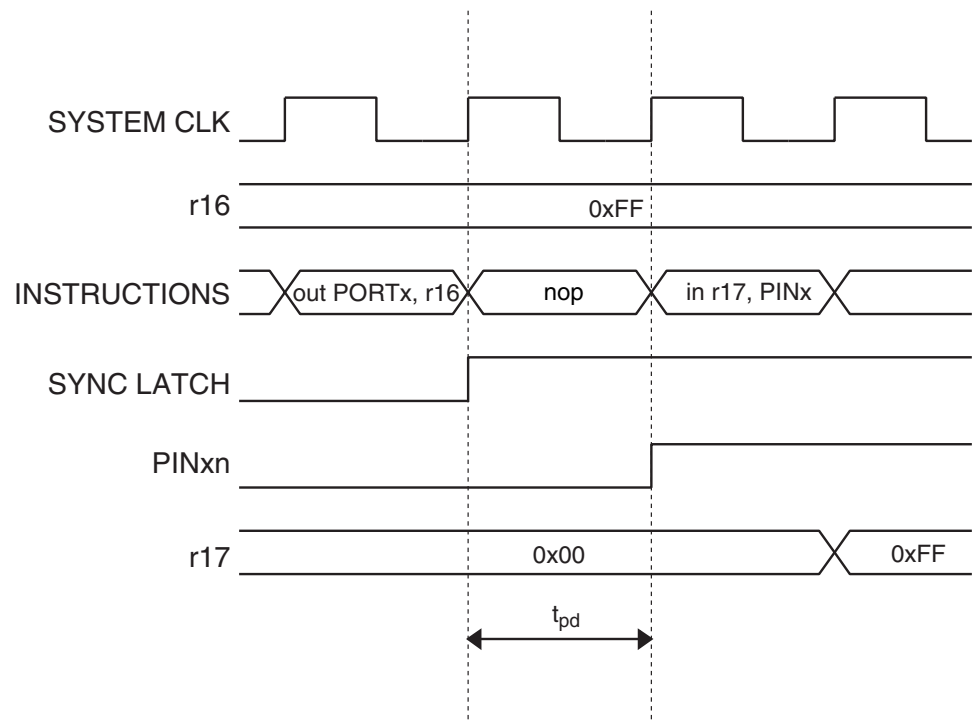 SYSTEM CLK
r16
0xFF
INSTRUCTIONS
out PORTx, r16
nop
in r17, PINx
SYNC LATCH
PINxn
r17
0x00
0xFF
tpd